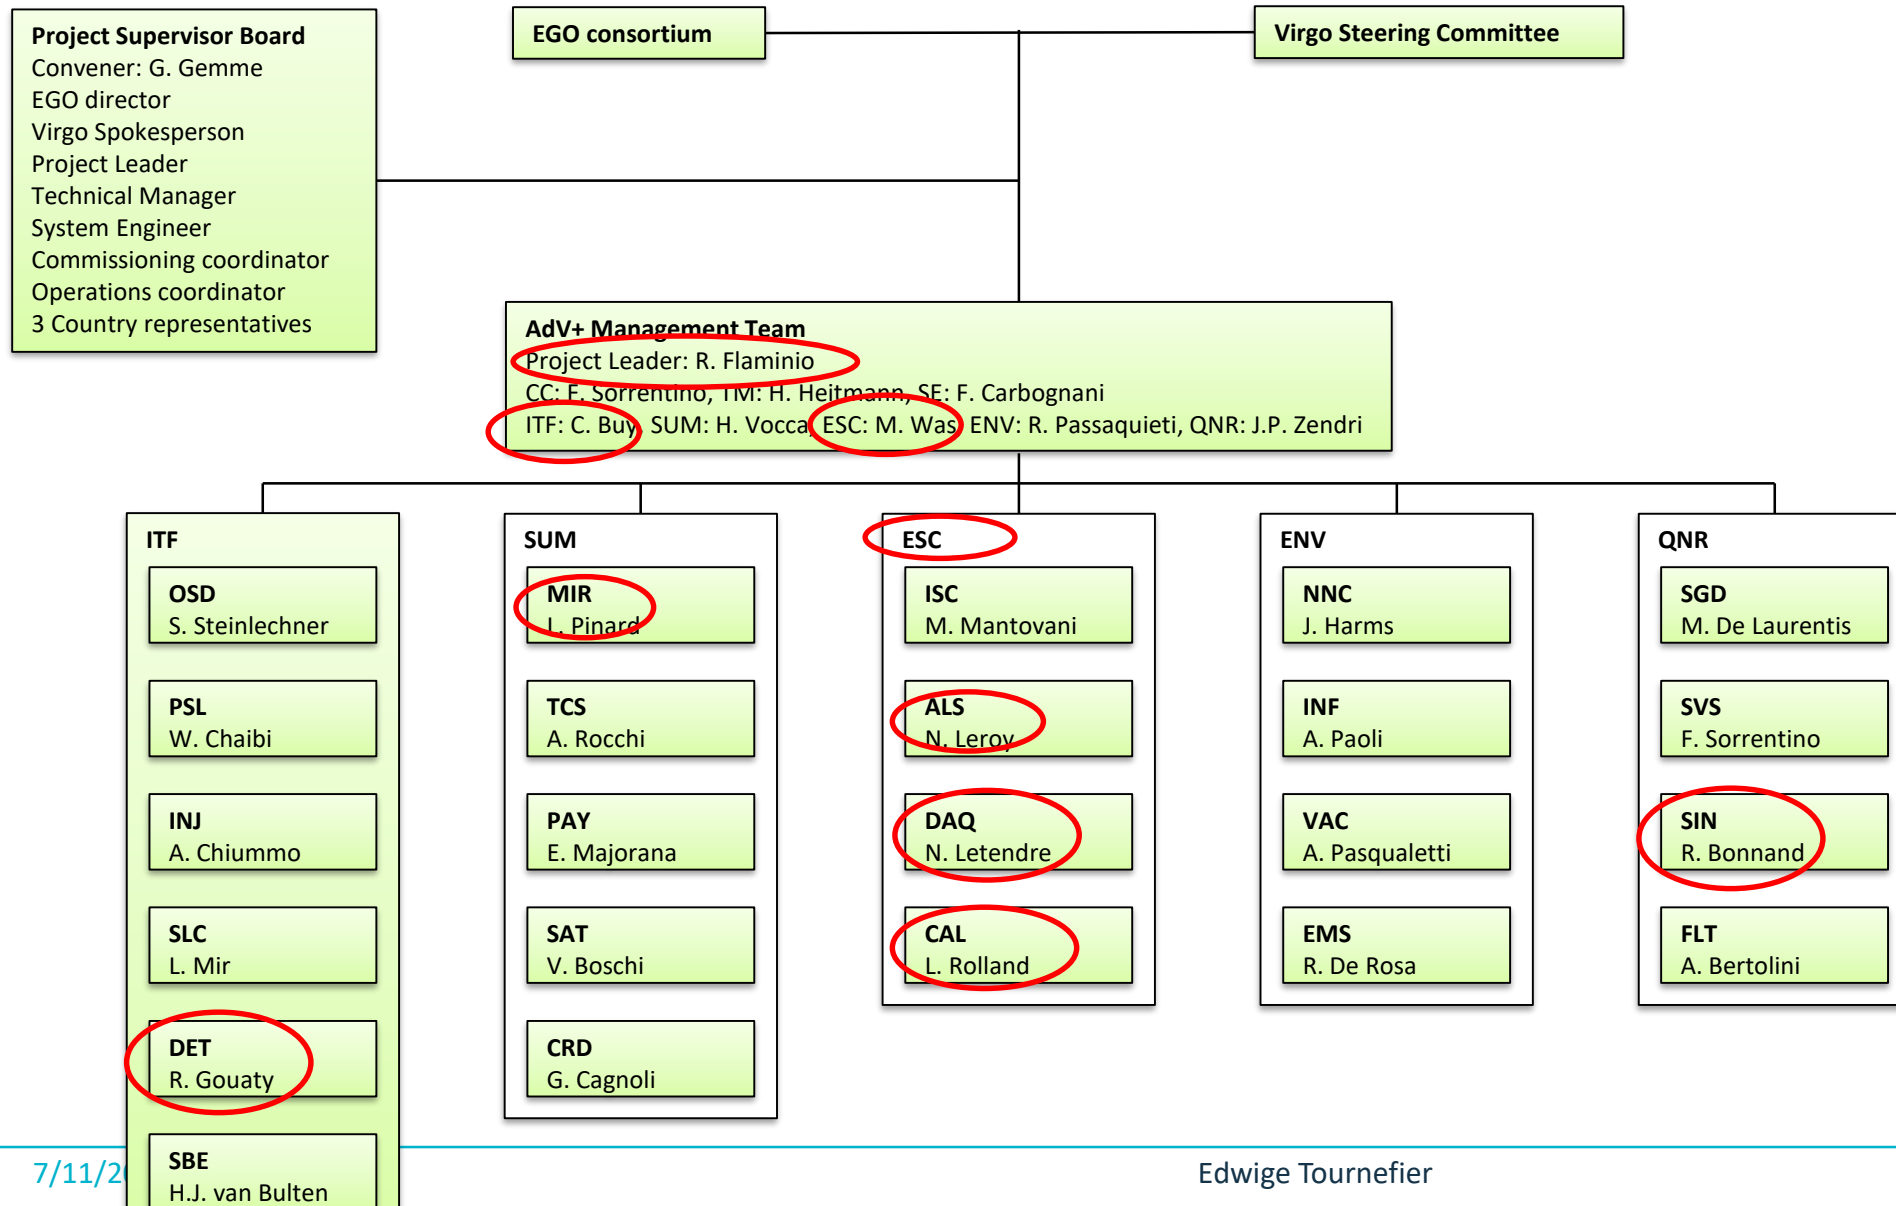 Project Supervisor Board
Convener: G. Gemme
EGO director
Virgo Spokesperson
Project Leader
Technical Manager
System Engineer
Commissioning coordinator
Operations coordinator
3 Country representatives
EGO consortium
Virgo Steering Committee
AdV+ Management Team
Project Leader: R. Flaminio
CC: F. Sorrentino, TM: H. Heitmann, SE: F. Carbognani
ITF: C. Buy, SUM: H. Vocca, ESC: M. Was, ENV: R. Passaquieti, QNR: J.P. Zendri
ITF
OSD
S. Steinlechner
PSL
W. Chaibi
INJ
A. Chiummo
SLC
L. Mir
DET
R. Gouaty
SBE
H.J. van Bulten
SUM
MIR
L. Pinard
TCS
A. Rocchi
PAY
E. Majorana
SAT
V. Boschi
CRD
G. Cagnoli
ESC
ISC
M. Mantovani
ALS
N. Leroy
DAQ
N. Letendre
CAL
L. Rolland
ENV
NNC
J. Harms
INF
A. Paoli
VAC
A. Pasqualetti
EMS
R. De Rosa
QNR
SGD
M. De Laurentis
SVS
F. Sorrentino
SIN
R. Bonnand
FLT
A. Bertolini
7/11/2
Edwige Tournefier